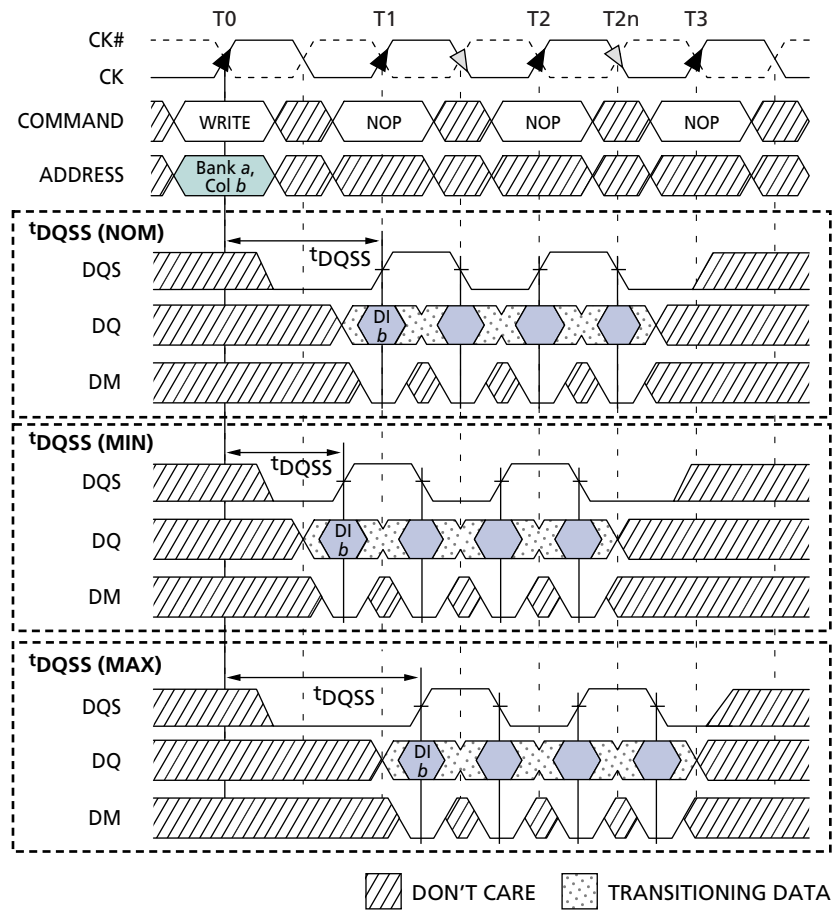 T0 T1 T2 T2n T3
CK#
CK
COMMAND WRITE NOP NOP NOP
ADDRESS Bank a,
Col b
tDQSS (NOM)
tDQSS
DQS
DQ DI
b
DM
tDQSS (MIN)
tDQSS
DQS
DQ DI
b
DM
tDQSS (MAX)
tDQSS
DQS
DQ DI
b
DM
DON'T CARE TRANSITIONING DATA